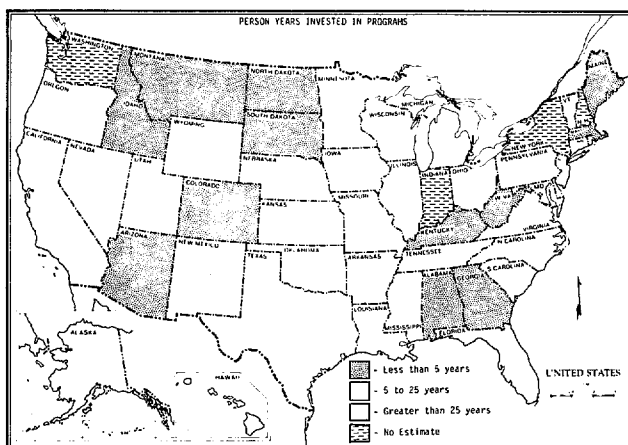 PERSON YEARS INVESTED IN PROGRAMS
WASHINGTON
MONTANA
NORTH DAKOTA
MINNESOTA
MAINE
OREGON
IDAHO
SOUTH DAKOTA
WISCONSIN
MICHIGAN
VT
NEW YORK
WYOMING
NEBRASKA
IOWA
PENNSYLVANIA
CALIFORNIA
NEVADA
UTAH
COLORADO
KANSAS
MISSOURI
ILLINOIS
INDIANA
OHIO
W VA
MD
VIRGINIA
KENTUCKY
ARIZONA
NEW MEXICO
TEXAS
OKLAHOMA
ARKANSAS
TENNESSEE
N CAROLINA
S CAROLINA
LOUISIANA
MISSISSIPPI
ALABAMA
GEORGIA
FLORIDA
ALASKA
HAWAII
- Less than 5 years
- 5 to 25 years
- Greater than 25 years
- No Estimate
UNITED STATES